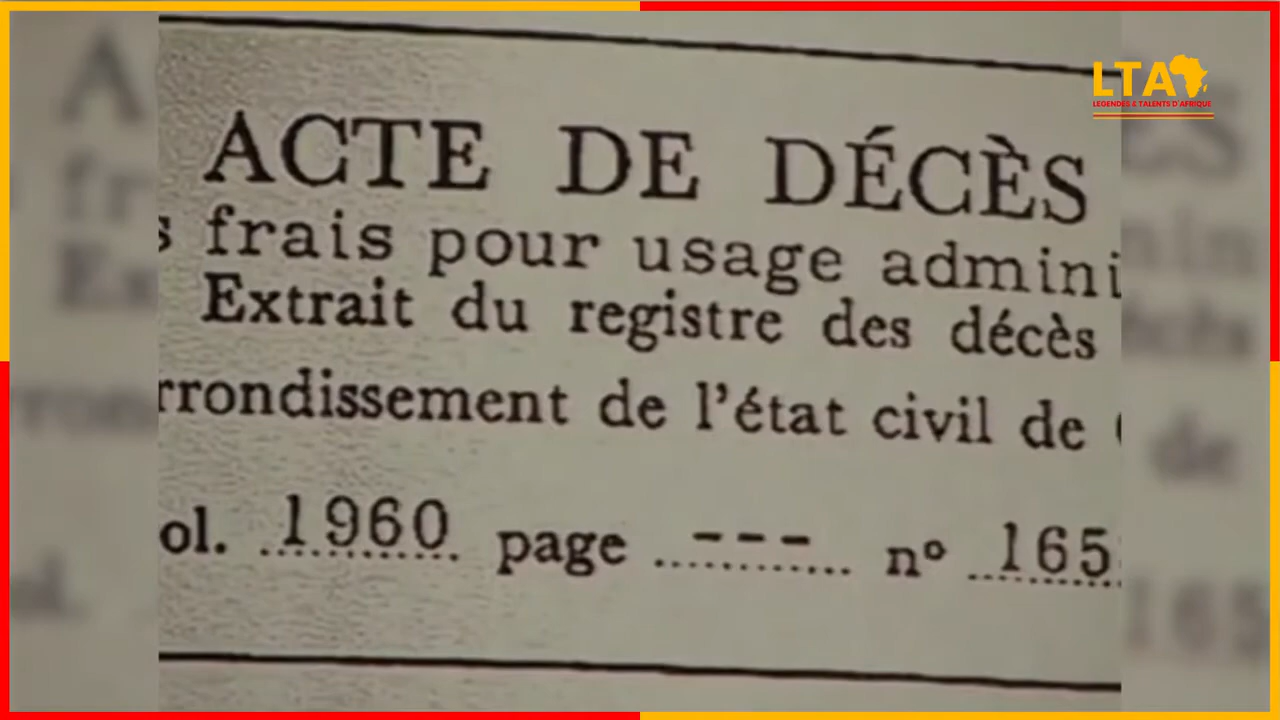 LTA
LEGENDES & TALENTS D'AFRIQUE
ACTE DE DÉCÈS
s frais pour usage admini
Extrait du registre des décès
rrondissement de l'état civil de
ol. 1960 page --- nº 165